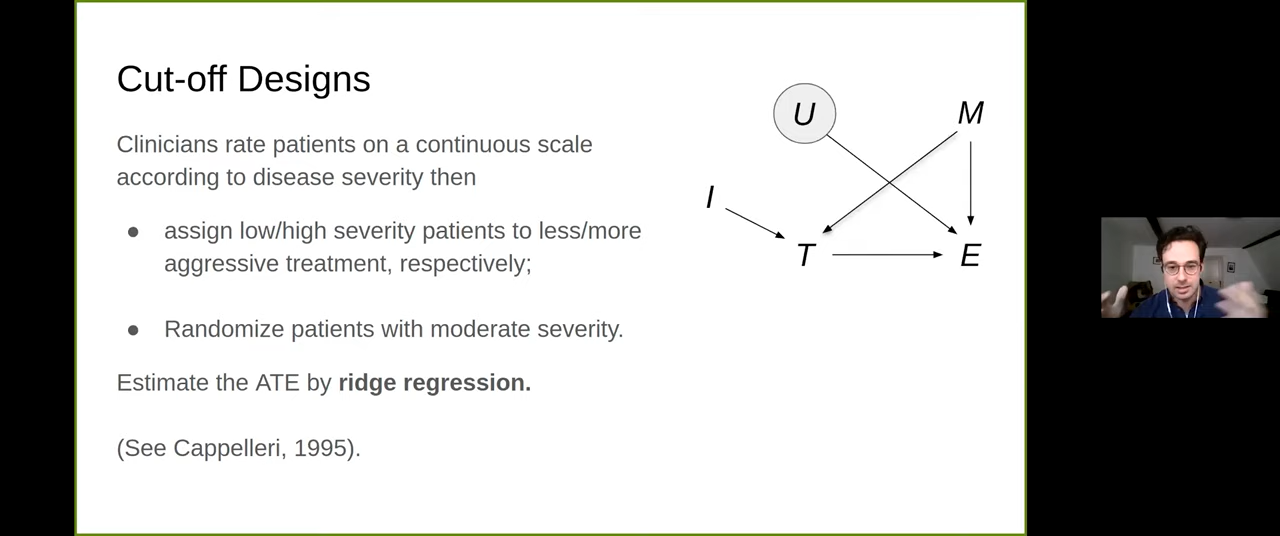 Cut-off Designs
Clinicians rate patients on a continuous scale
according to disease severity then
● assign low/high severity patients to less/more
aggressive treatment, respectively;
● Randomize patients with moderate severity.
Estimate the ATE by ridge regression.
(See Cappelleri, 1995).
U
M
I
T
E